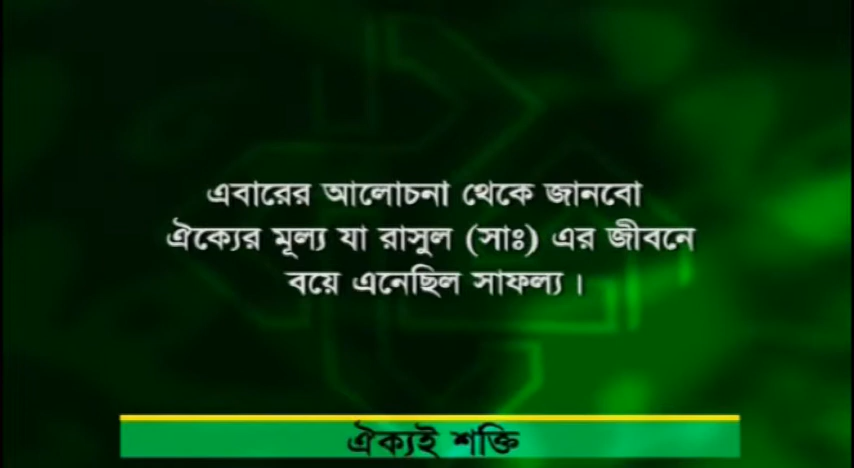 এবারের আলোচনা থেকে জানবো
ঐক্যের মূল্য যা রাসুল (সাঃ) এর জীবনে
বয়ে এনেছিল সাফল্য।
ঐক্যই শক্তি